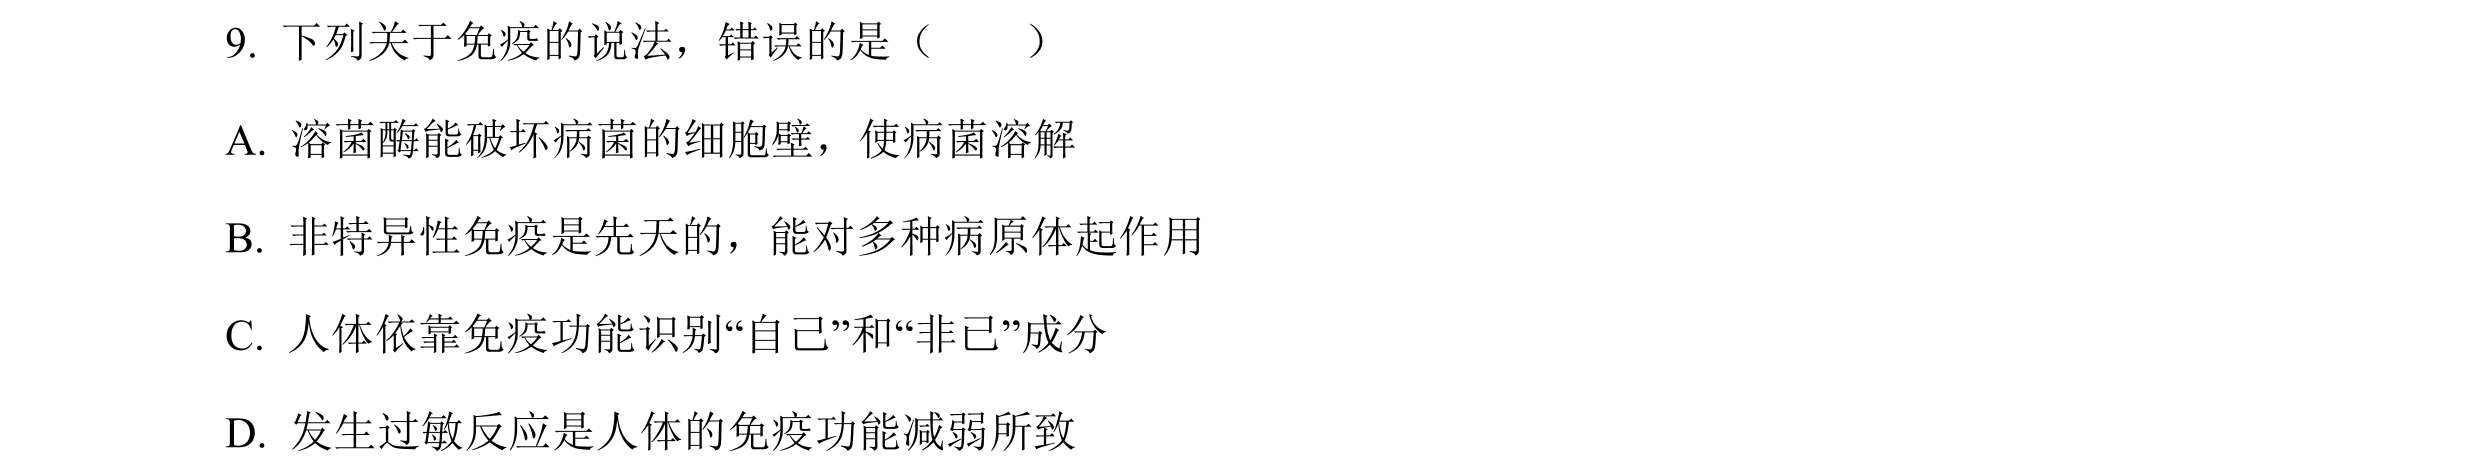 9. 下列关于免疫的说法，错误的是（　　）
A. 溶菌酶能破坏病菌的细胞壁，使病菌溶解
B. 非特异性免疫是先天的，能对多种病原体起作用
C. 人体依靠免疫功能识别“自己”和“非己”成分
D. 发生过敏反应是人体的免疫功能减弱所致